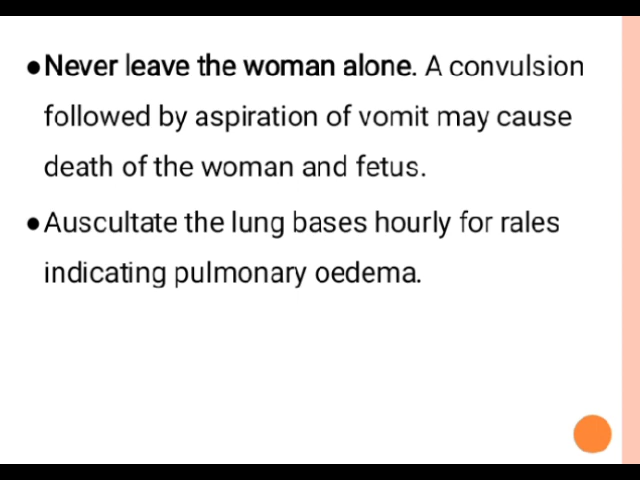 ●Never leave the woman alone. A convulsion
followed by aspiration of vomit may cause
death of the woman and fetus.
●Auscultate the lung bases hourly for rales
indicating pulmonary oedema.